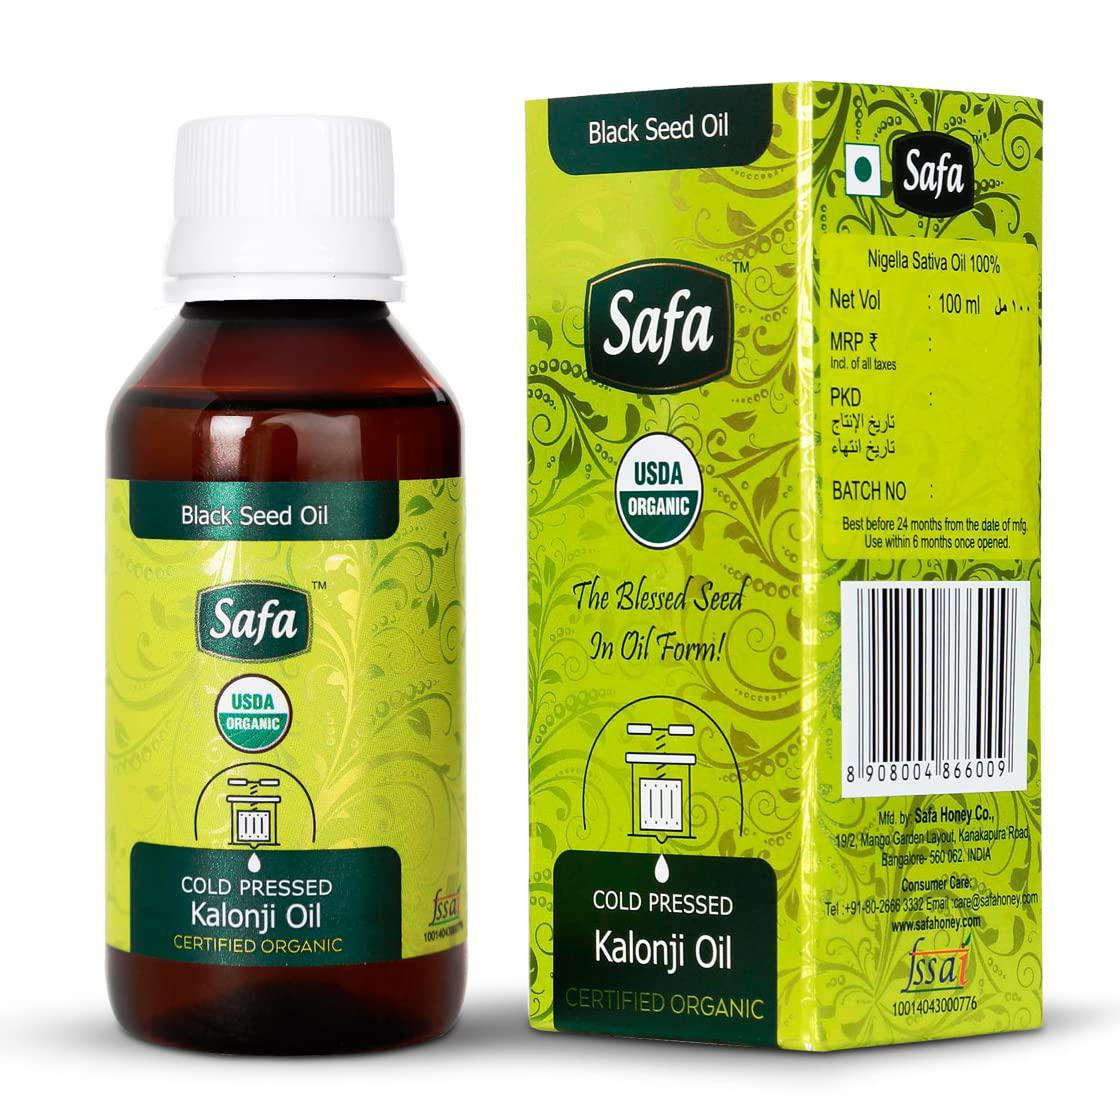 Black Seed Oil
Safa™
USDA
ORGANIC
COLD PRESSED
Kalonji Oil
CERTIFIED ORGANIC
fssai
10014043000776
Black Seed Oil
Safa™
USDA
ORGANIC
The Blessed Seed
In Oil Form!
COLD PRESSED
Kalonji Oil
CERTIFIED ORGANIC
Safa™
Nigella Sativa Oil 100%
Net Vol : 100 ml ١٠٠ مل
MRP ₹ :
Incl. of all taxes
PKD :
تاريخ الإنتاج
تاريخ انتهاء
BATCH NO :
Best before 24 months from the date of mfg.
Use within 6 months once opened.
8 908004 866009
Mfd. by: Safa Honey Co.,
19/2, Mango Garden Layout, Kanakapura Road,
Bangalore- 560 062. INDIA
Consumer Care:
Tel :+91-80-2666 3332 Email :care@safahoney.com
www.safahoney.com
fssai
10014043000776